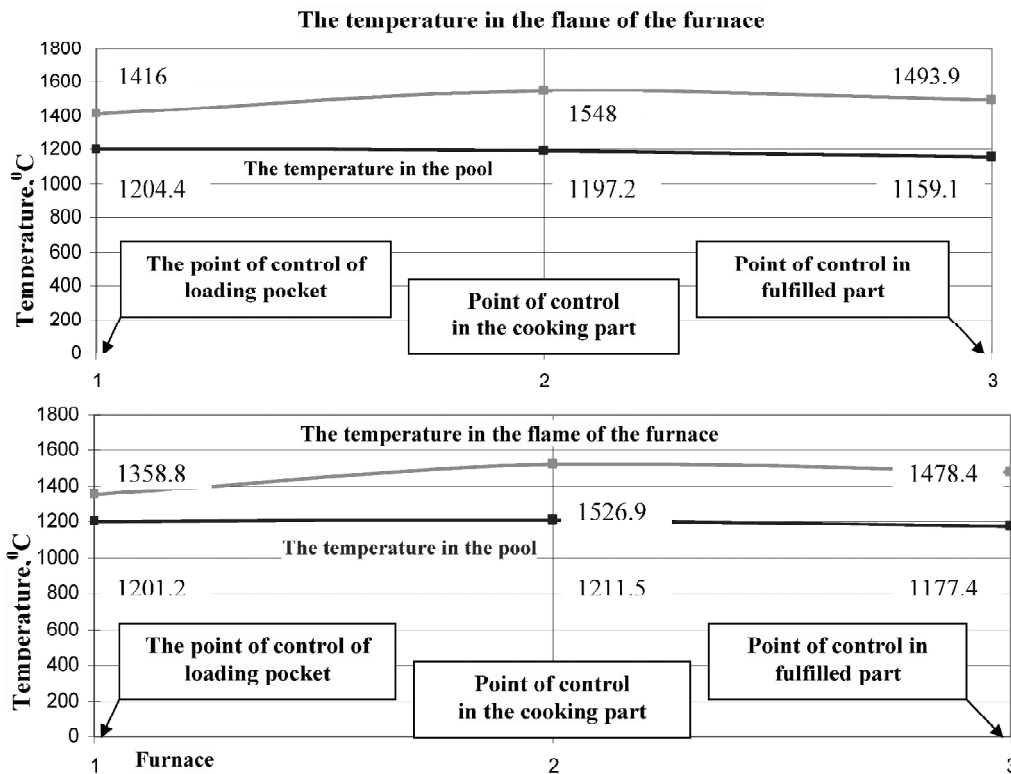 The temperature in the flame of the furnace
1800
1600
1400
1200
1000
800
600
400
200
0
Temperature,⁰C
1416
1493.9
1548
The temperature in the pool
1204.4
1197.2
1159.1
The point of control of
loading pocket
Point of control
in the cooking part
Point of control in
fulfilled part
1
2
3
1800
1600
1400
1200
1000
800
600
400
200
0
Temperature,⁰C
The temperature in the flame of the furnace
1358.8
1478.4
1526.9
The temperature in the pool
1201.2
1211.5
1177.4
The point of control of
loading pocket
Point of control
in the cooking part
Point of control in
fulfilled part
1
Furnace
2
3